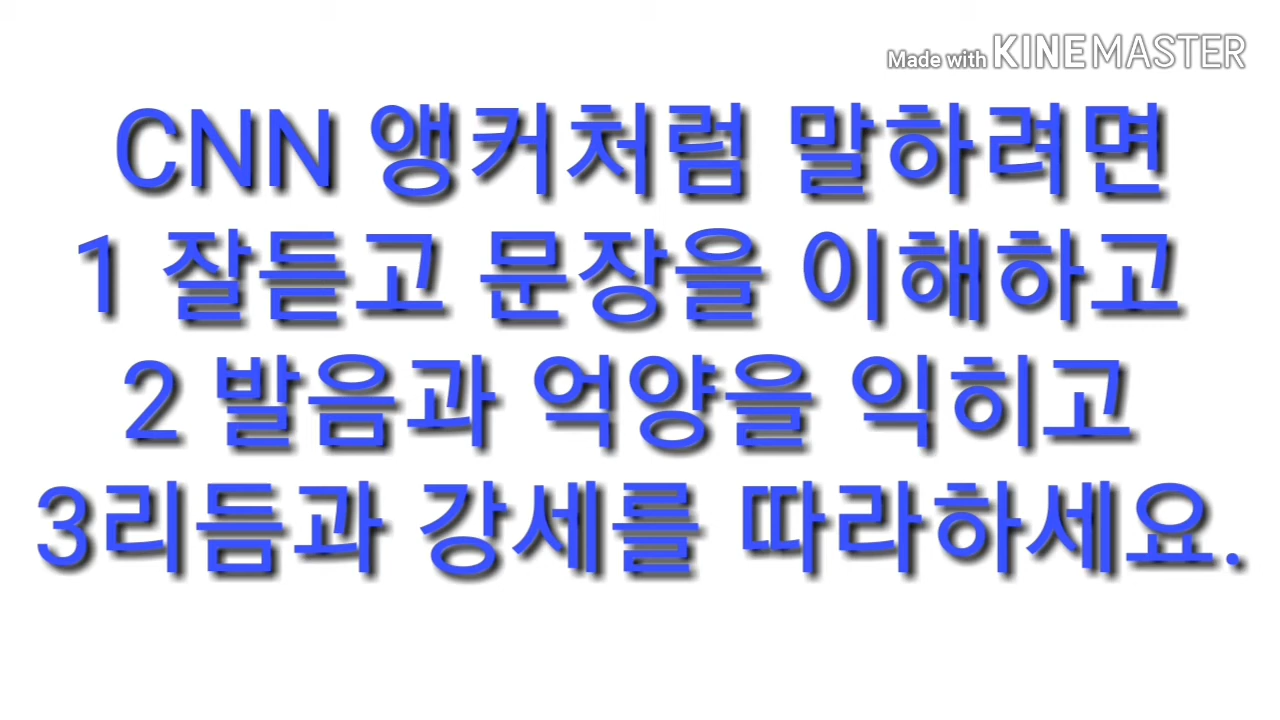 Made with KINEMASTER
CNN 앵커처럼 말하려면
1 잘듣고 문장을 이해하고
2 발음과 억양을 익히고
3리듬과 강세를 따라하세요.